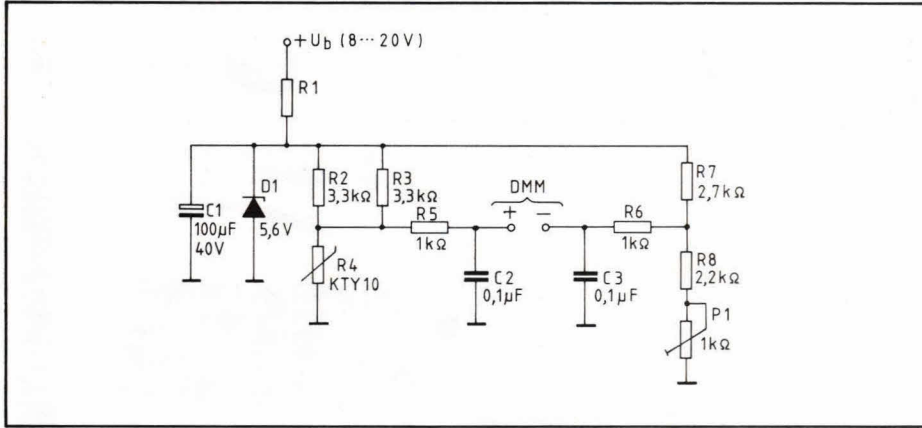 +Ub (8···20V)
R1
C1
100µF
40V
D1
5,6V
R2
3,3kΩ
R3
3,3kΩ
R4
KTY10
R5
1kΩ
C2
0,1µF
DMM
+ −
C3
0,1µF
R6
1kΩ
R7
2,7kΩ
R8
2,2kΩ
P1
1kΩ